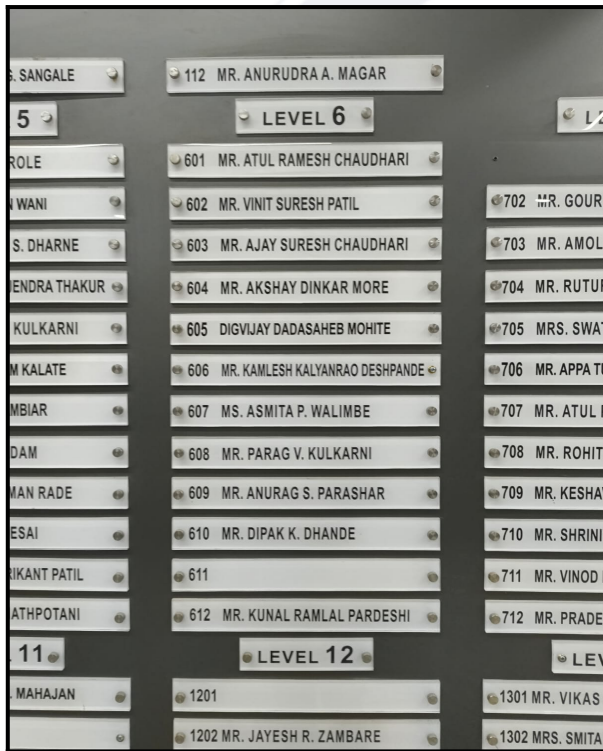 S. SANGALE
5
ROLE
WANI
S. DHARNE
ENDRA THAKUR
KULKARNI
M KALATE
MBIAR
DAM
MAN RADE
ESAI
RIKANT PATIL
ATHPOTANI
11
MAHAJAN
112 MR. ANURUDRA A. MAGAR
LEVEL 6
601 MR. ATUL RAMESH CHAUDHARI
602 MR. VINIT SURESH PATIL
603 MR. AJAY SURESH CHAUDHARI
604 MR. AKSHAY DINKAR MORE
605 DIGVIJAY DADASAHEB MOHITE
606 MR. KAMLESH KALYANRAO DESHPANDE
607 MS. ASMITA P. WALIMBE
608 MR. PARAG V. KULKARNI
609 MR. ANURAG S. PARASHAR
610 MR. DIPAK K. DHANDE
611
612 MR. KUNAL RAMLAL PARDESHI
LEVEL 12
1201
1202 MR. JAYESH R. ZAMBARE
LE
702 MR. GOUR
703 MR. AMOL
704 MR. RUTU
705 MRS. SWA
706 MR. APPA TU
707 MR. ATUL
708 MR. ROHIT
709 MR. KESHA
710 MR. SHRINI
711 MR. VINOD
712 MR. PRADE
LEV
1301 MR. VIKAS
1302 MRS. SMITA